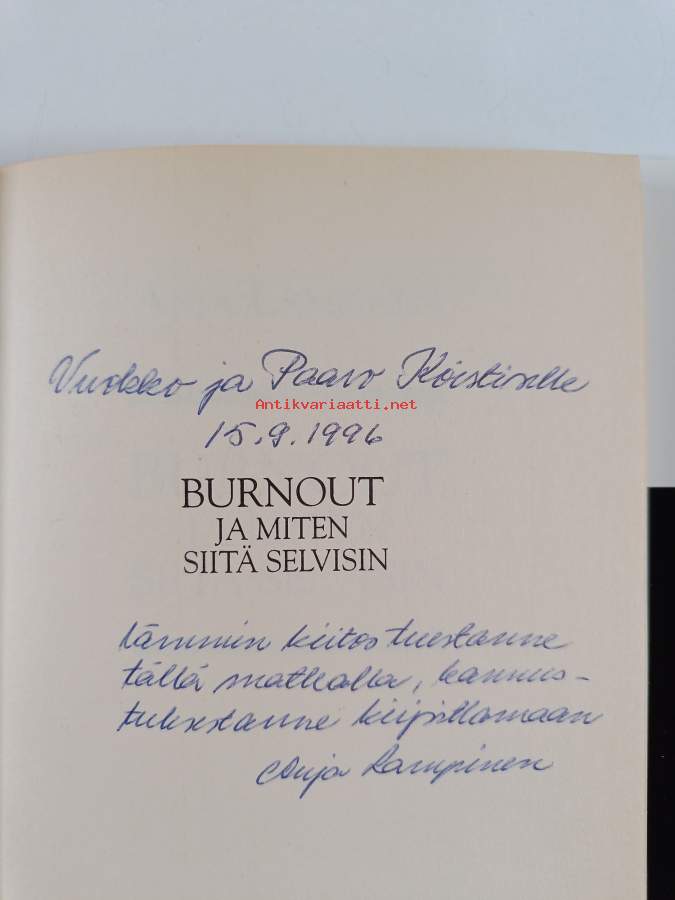 Vuokko ja Paavo Koistiselle
Antikvariaatti.net
15.9.1996
BURNOUT
JA MITEN
SIITÄ SELVISIN
Lämmin kiitos tuestanne
tällä matkalla, kannus-
tuksestanne kirjoittamaan
Anja Lampinen